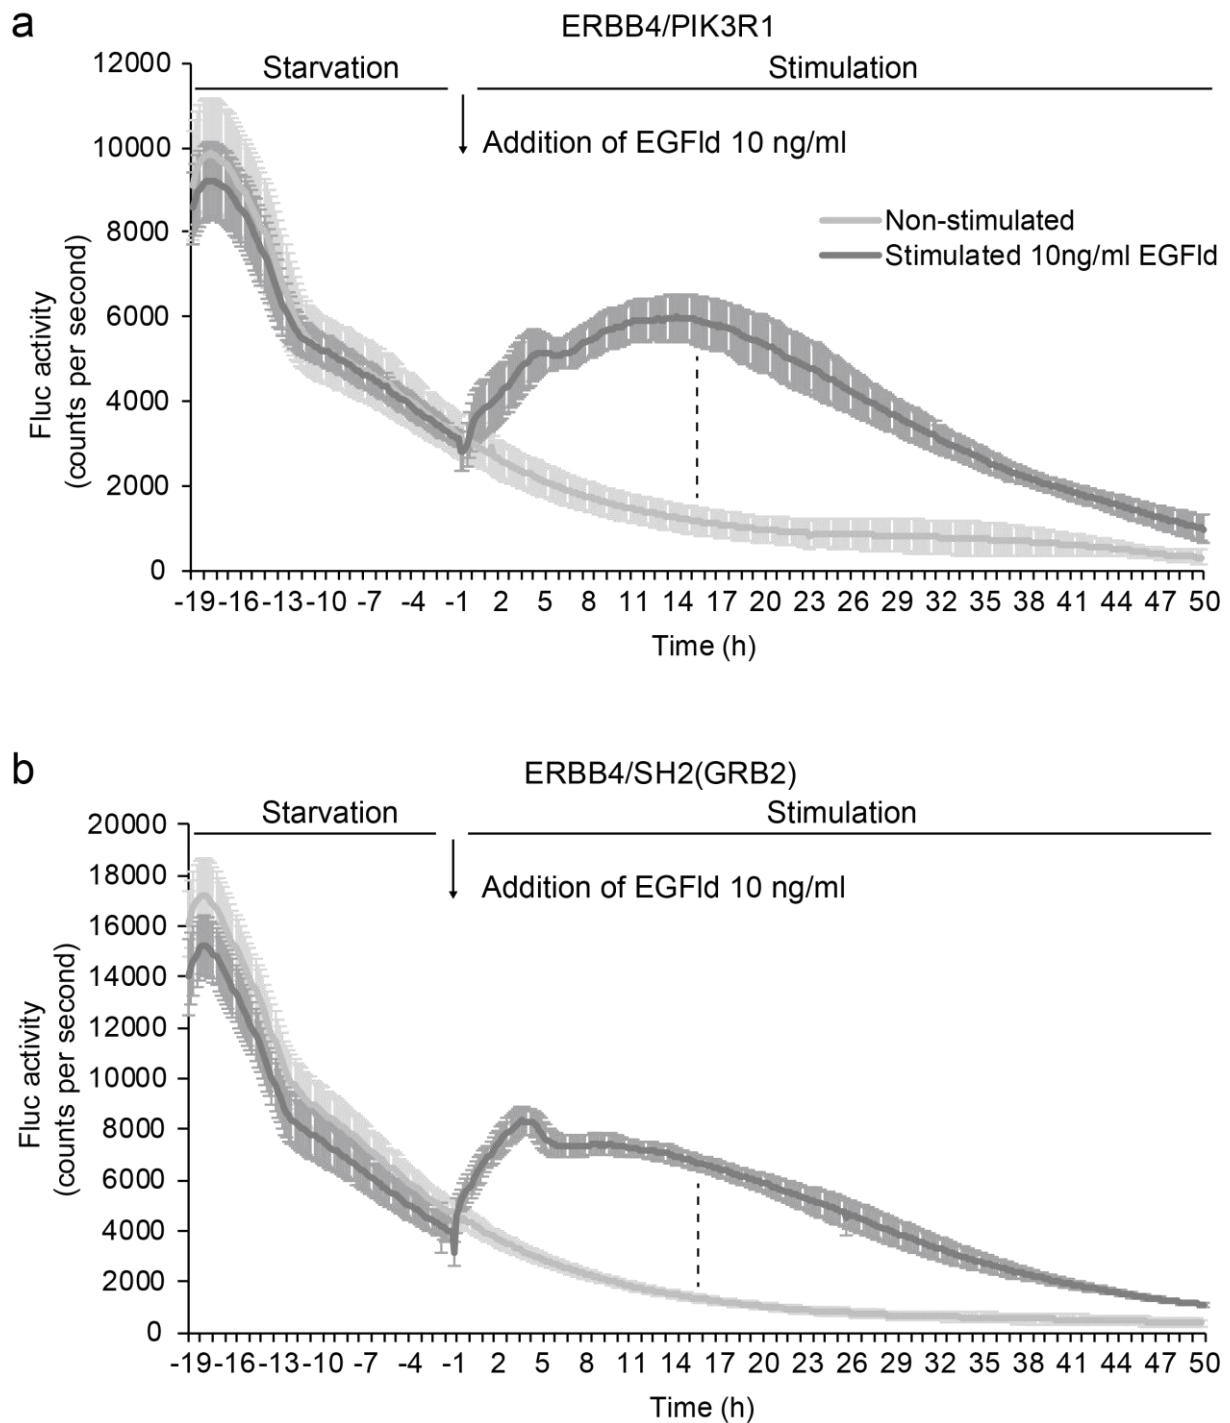 a
ERBB4/PIK3R1
Starvation
Stimulation
Addition of EGFld 10 ng/ml
Non-stimulated
Stimulated 10ng/ml EGFld
Fluc activity
(counts per second)
12000
10000
8000
6000
4000
2000
0
-19 -16 -13 -10 -7 -4 -1 2 5 8 11 14 17 20 23 26 29 32 35 38 41 44 47 50
Time (h)
b
ERBB4/SH2(GRB2)
Starvation
Stimulation
Addition of EGFld 10 ng/ml
Fluc activity
(counts per second)
20000
18000
16000
14000
12000
10000
8000
6000
4000
2000
0
-19 -16 -13 -10 -7 -4 -1 2 5 8 11 14 17 20 23 26 29 32 35 38 41 44 47 50
Time (h)